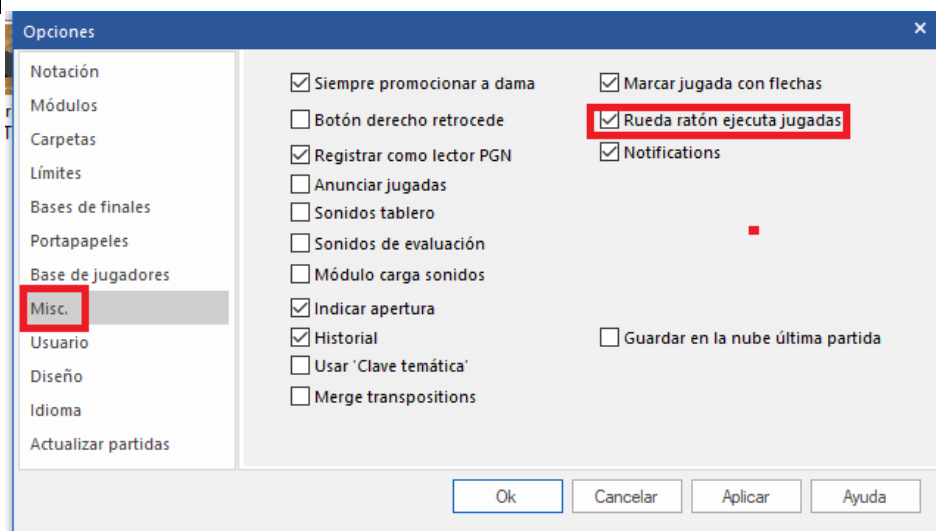 Opciones
Notación
Módulos
Carpetas
Límites
Bases de finales
Portapapeles
Base de jugadores
Misc.
Usuario
Diseño
Idioma
Actualizar partidas
Siempre promocionar a dama
Botón derecho retrocede
Registrar como lector PGN
Anunciar jugadas
Sonidos tablero
Sonidos de evaluación
Módulo carga sonidos
Indicar apertura
Historial
Usar 'Clave temática'
Merge transpositions
Marcar jugada con flechas
Rueda ratón ejecuta jugadas
Notifications
Guardar en la nube última partida
Ok
Cancelar
Aplicar
Ayuda